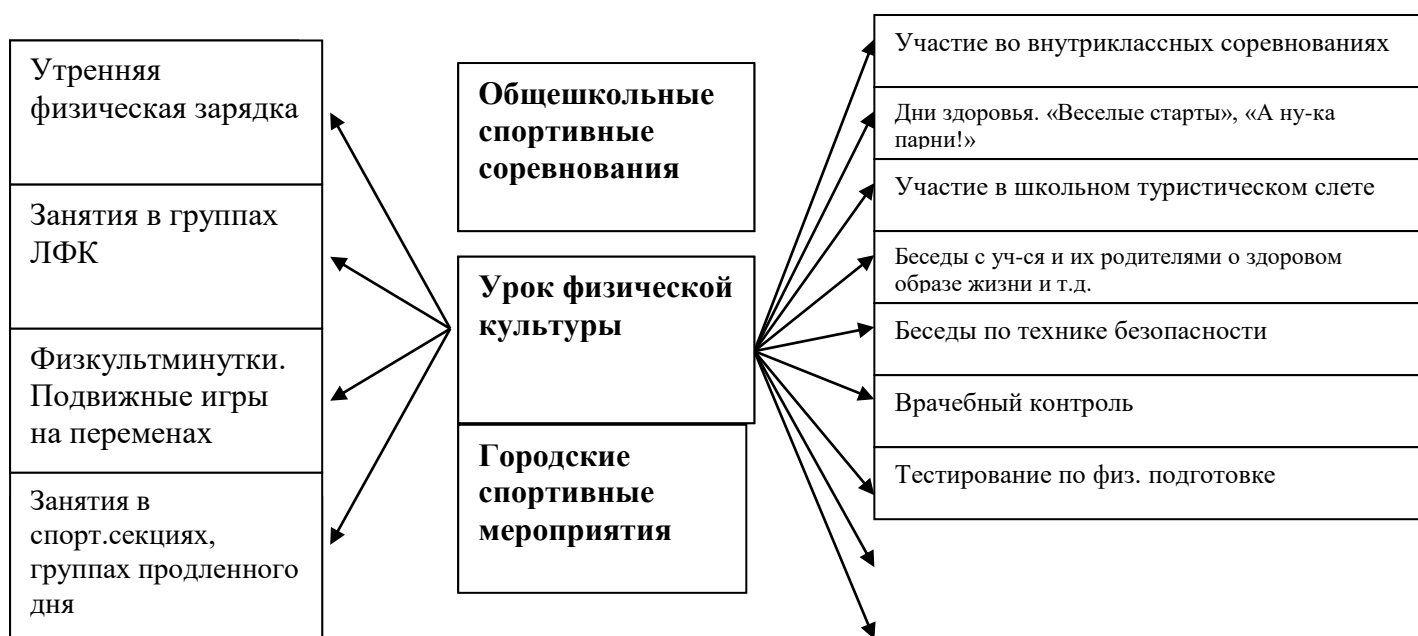 Утренняя
физическая зарядка
Занятия в группах
ЛФК
Физкультминутки.
Подвижные игры
на переменах
Занятия в
спорт.секциях,
группах продленного
дня
Общешкольные
спортивные
соревнования
Урок физической
культуры
Городские
спортивные
мероприятия
Участие во внутриклассных соревнованиях
Дни здоровья. «Веселые старты», «А ну-ка
парни!»
Участие в школьном туристическом слете
Беседы с уч-ся и их родителями о здоровом
образе жизни и т.д.
Беседы по технике безопасности
Врачебный контроль
Тестирование по физ. подготовке